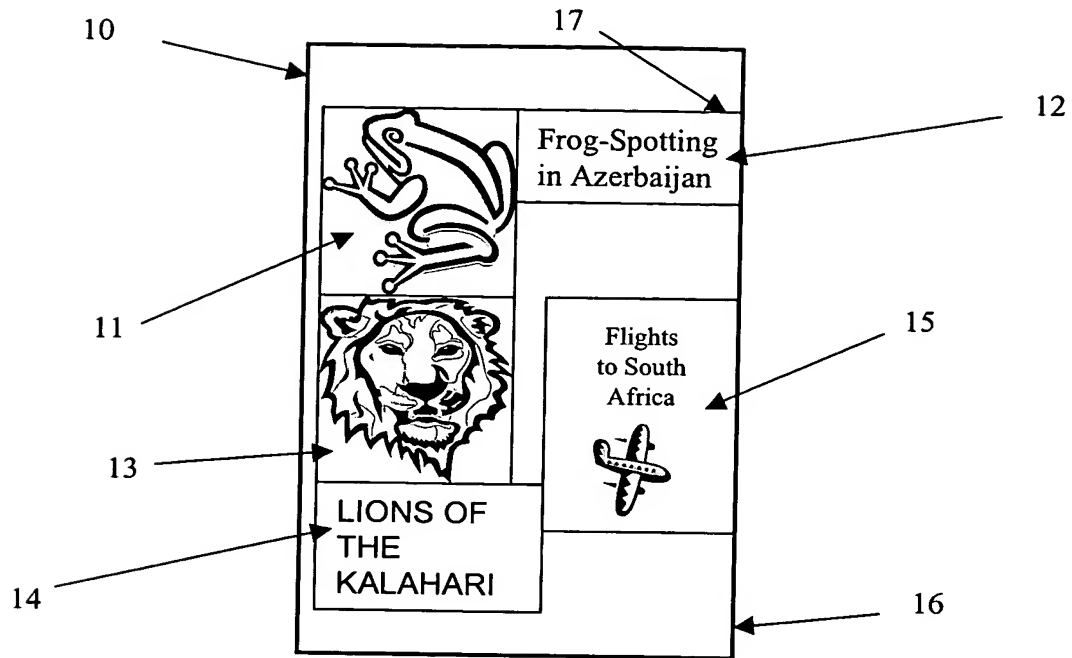 17
10
12
Frog-Spotting
in Azerbaijan
11
15
Flights
to South
Africa
13
LIONS OF
THE
KALAHARI
14
16